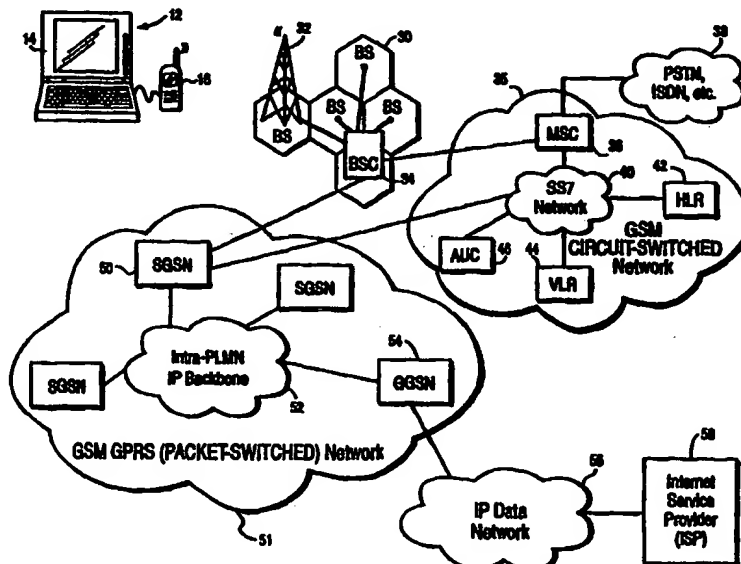 12
14
16
32
30
BS
BS
BS
BS
BSC
34
38
PSTN,
ISDN, etc.
35
MSC
36
40
42
SS7
Network
HLR
GSM
CIRCUIT-SWITCHED
Network
AUC
46
44
VLR
50
SGSN
SGSN
54
SGSN
Intra-PLMN
IP Backbone
52
GGSN
GSM GPRS (PACKET-SWITCHED) Network
51
56
58
IP Data
Network
Internet
Service
Provider
(ISP)